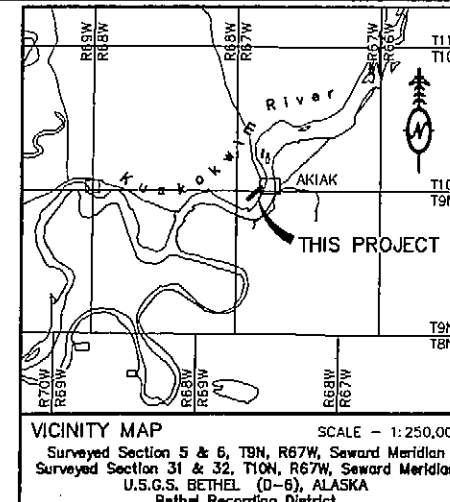 R69W
R68W
R68W
R67W
R67W
R66W
T11
T10
Kuskokwim River
AKIAK
T10
T9N
THIS PROJECT
T9N
T8N
R70W
R69W
R68W
R69W
R68W
R67W
N
VICINITY MAP
SCALE - 1:250,00
Surveyed Section 5 & 6, T9N, R67W, Seward Meridian
Surveyed Section 31 & 32, T10N, R67W, Seward Meridia
U.S.G.S. BETHEL (D-6), ALASKA
Bethel Recording District